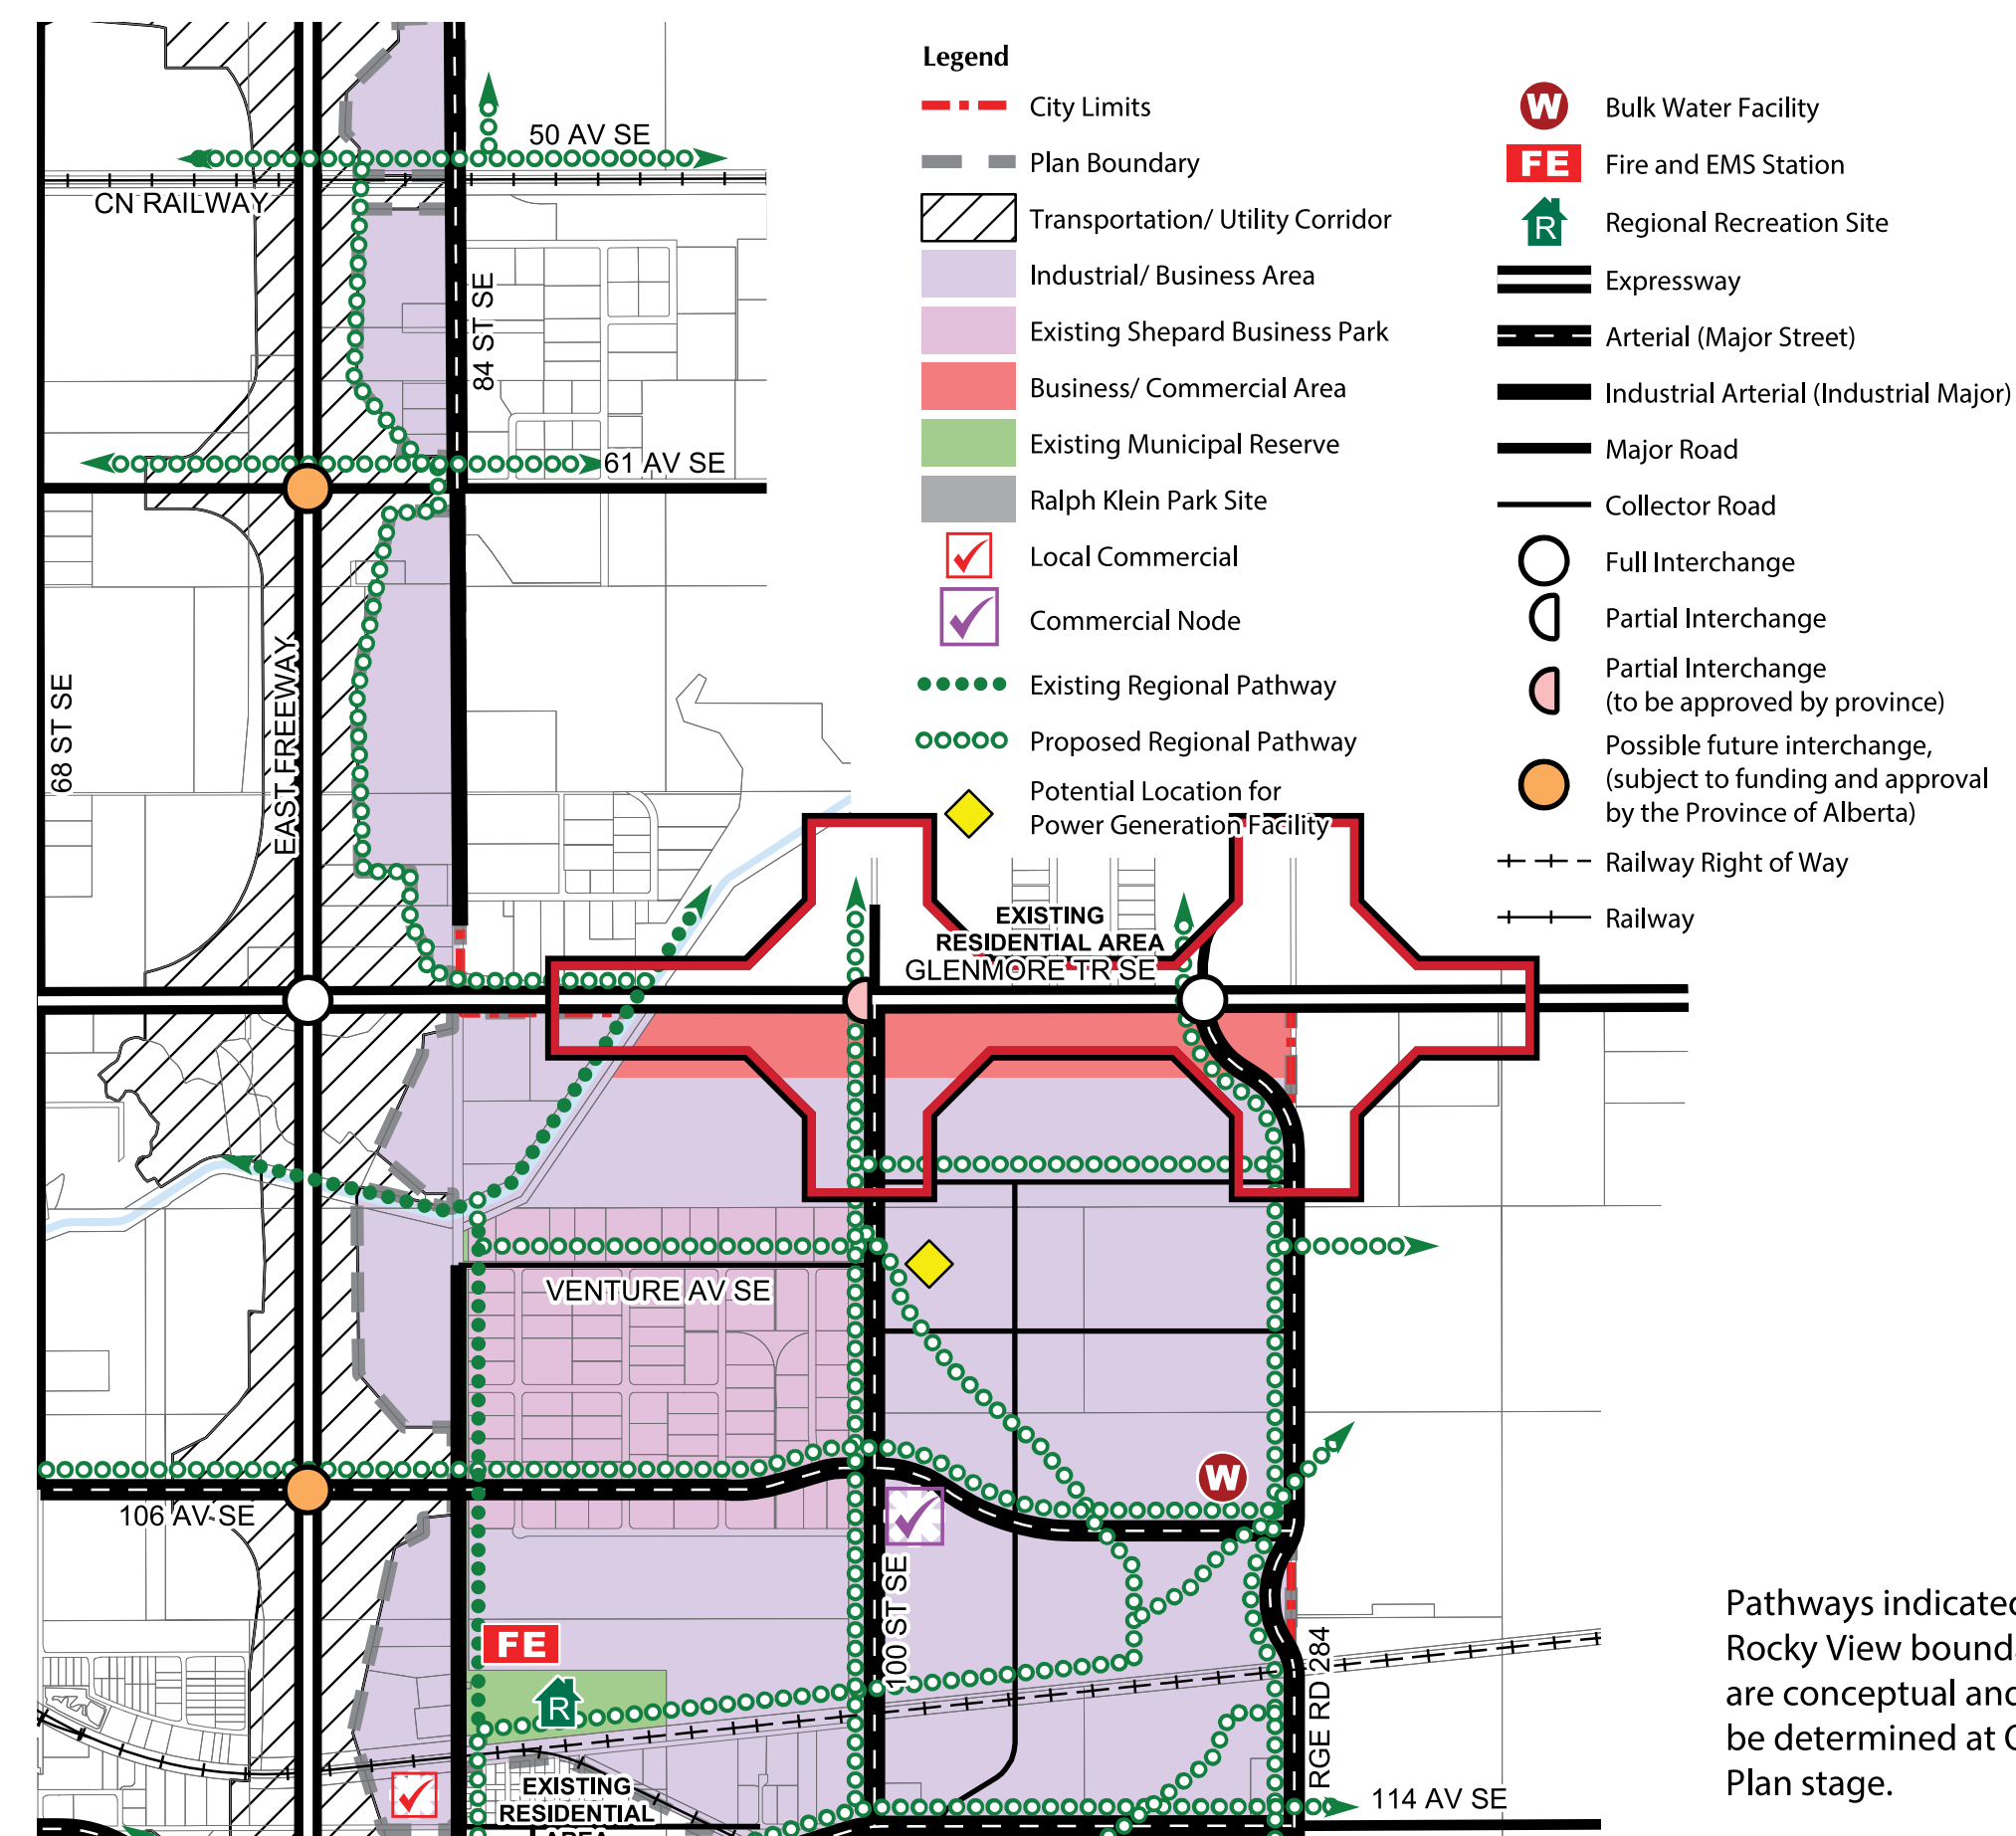 50 AV SE
CN RAILWAY
84 ST SE
61 AV SE
68 ST SE
EAST FREEWAY
EXISTING
RESIDENTIAL AREA
GLENMORE TR SE
VENTURE AV SE
106 AV SE
100 ST SE
FE
R
W
RGE RD 284
114 AV SE
EXISTING
RESIDENTIAL
AREA
Legend
City Limits
Plan Boundary
Transportation/ Utility Corridor
Industrial/ Business Area
Existing Shepard Business Park
Business/ Commercial Area
Existing Municipal Reserve
Ralph Klein Park Site
Local Commercial
Commercial Node
Existing Regional Pathway
Proposed Regional Pathway
Potential Location for
Power Generation Facility
W Bulk Water Facility
FE Fire and EMS Station
R Regional Recreation Site
Expressway
Arterial (Major Street)
Industrial Arterial (Industrial Major)
Major Road
Collector Road
Full Interchange
Partial Interchange
Partial Interchange
(to be approved by province)
Possible future interchange,
(subject to funding and approval
by the Province of Alberta)
Railway Right of Way
Railway
Pathways indicated
Rocky View bound
are conceptual and
be determined at
Plan stage.